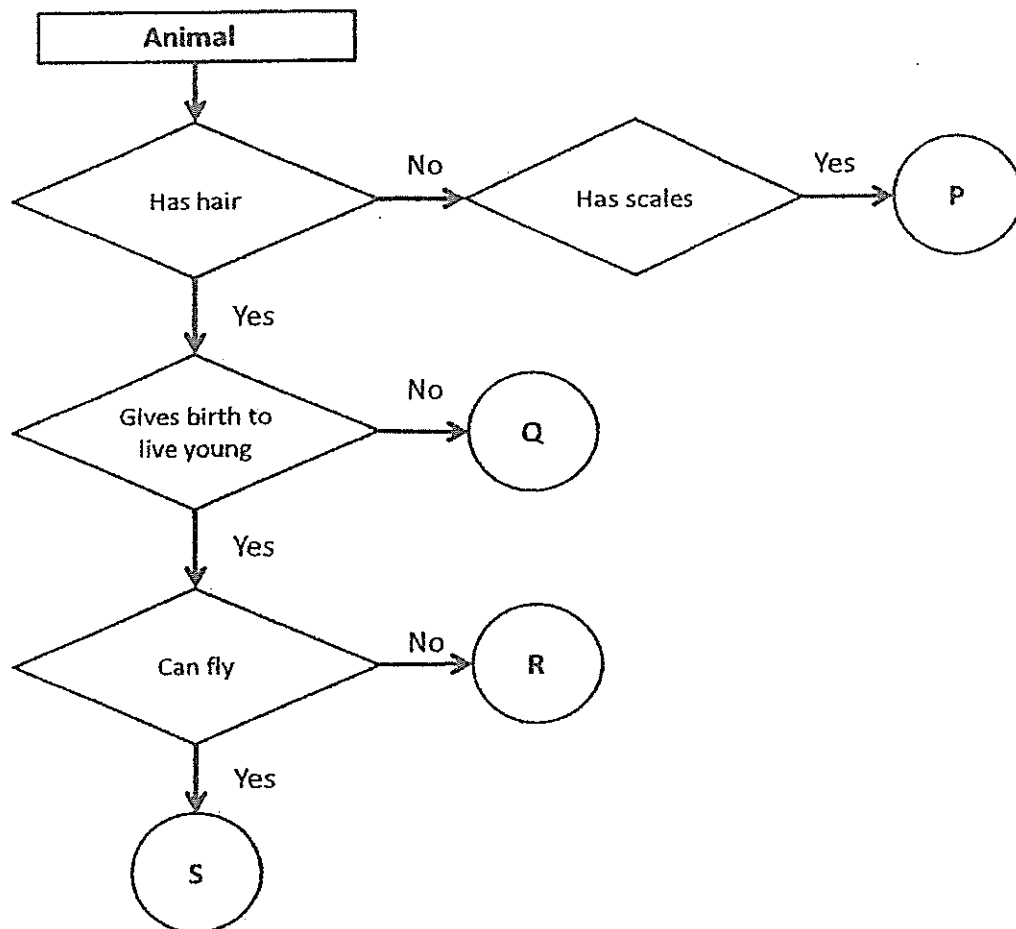 Animal
Has hair
No
Has scales
Yes
P
Yes
Gives birth to
live young
No
Q
Yes
Can fly
No
R
Yes
S